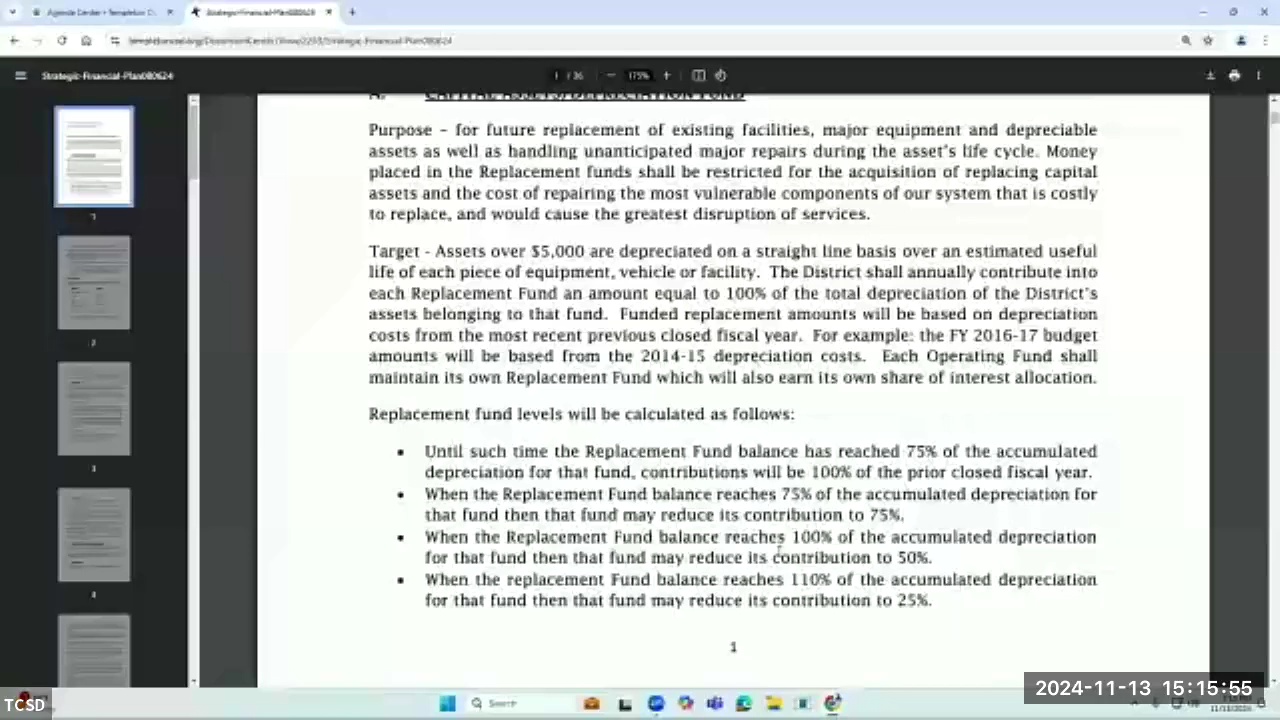 Agenda Center • Templeton C
Strategic-Financial-Plan080624
Strategic-Financial-Plan080624
1 / 36
175%
Purpose – for future replacement of existing facilities, major equipment and depreciable
assets as well as handling unanticipated major repairs during the asset's life cycle. Money
placed in the Replacement funds shall be restricted for the acquisition of replacing capital
assets and the cost of repairing the most vulnerable components of our system that is costly
to replace, and would cause the greatest disruption of services.
Target - Assets over $5,000 are depreciated on a straight line basis over an estimated useful
life of each piece of equipment, vehicle or facility. The District shall annually contribute into
each Replacement Fund an amount equal to 100% of the total depreciation of the District's
assets belonging to that fund. Funded replacement amounts will be based on depreciation
costs from the most recent previous closed fiscal year. For example: the FY 2016-17 budget
amounts will be based from the 2014-15 depreciation costs. Each Operating Fund shall
maintain its own Replacement Fund which will also earn its own share of interest allocation.
Replacement fund levels will be calculated as follows:
• Until such time the Replacement Fund balance has reached 75% of the accumulated
depreciation for that fund, contributions will be 100% of the prior closed fiscal year.
• When the Replacement Fund balance reaches 75% of the accumulated depreciation for
that fund then that fund may reduce its contribution to 75%.
• When the Replacement Fund balance reaches 100% of the accumulated depreciation
for that fund then that fund may reduce its contribution to 50%.
• When the replacement Fund balance reaches 110% of the accumulated depreciation
for that fund then that fund may reduce its contribution to 25%.
1
1
2
3
4
Search
TCSD
2024-11-13 15:15:55